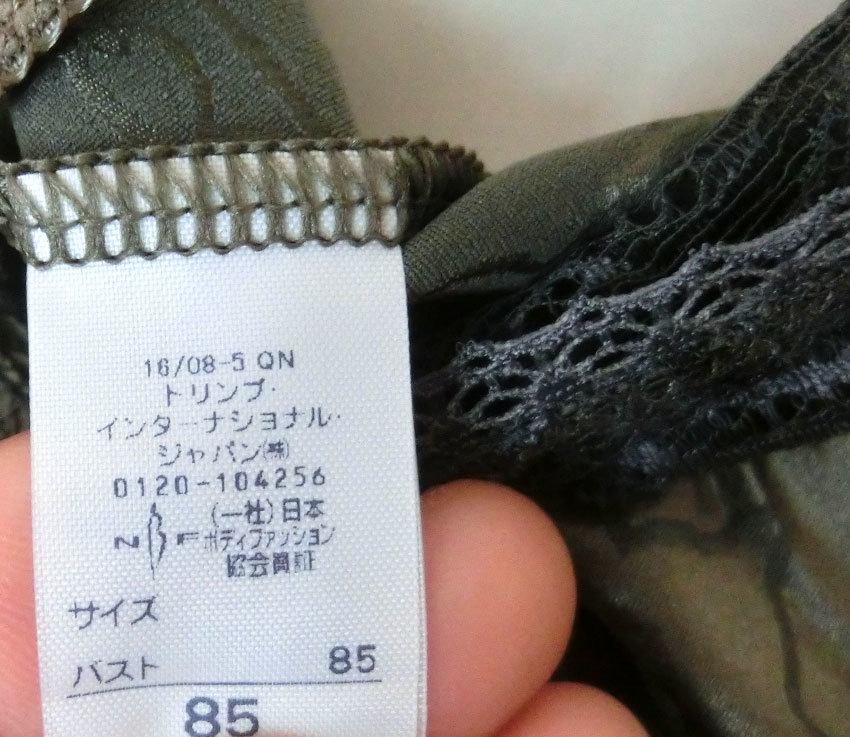 16/08-5 QN
トリンプ・
インターナショナル・
ジャパン㈱
0120-104256
(一社)日本
NBF ボディファッション
協会員証
サイズ
バスト 85
85